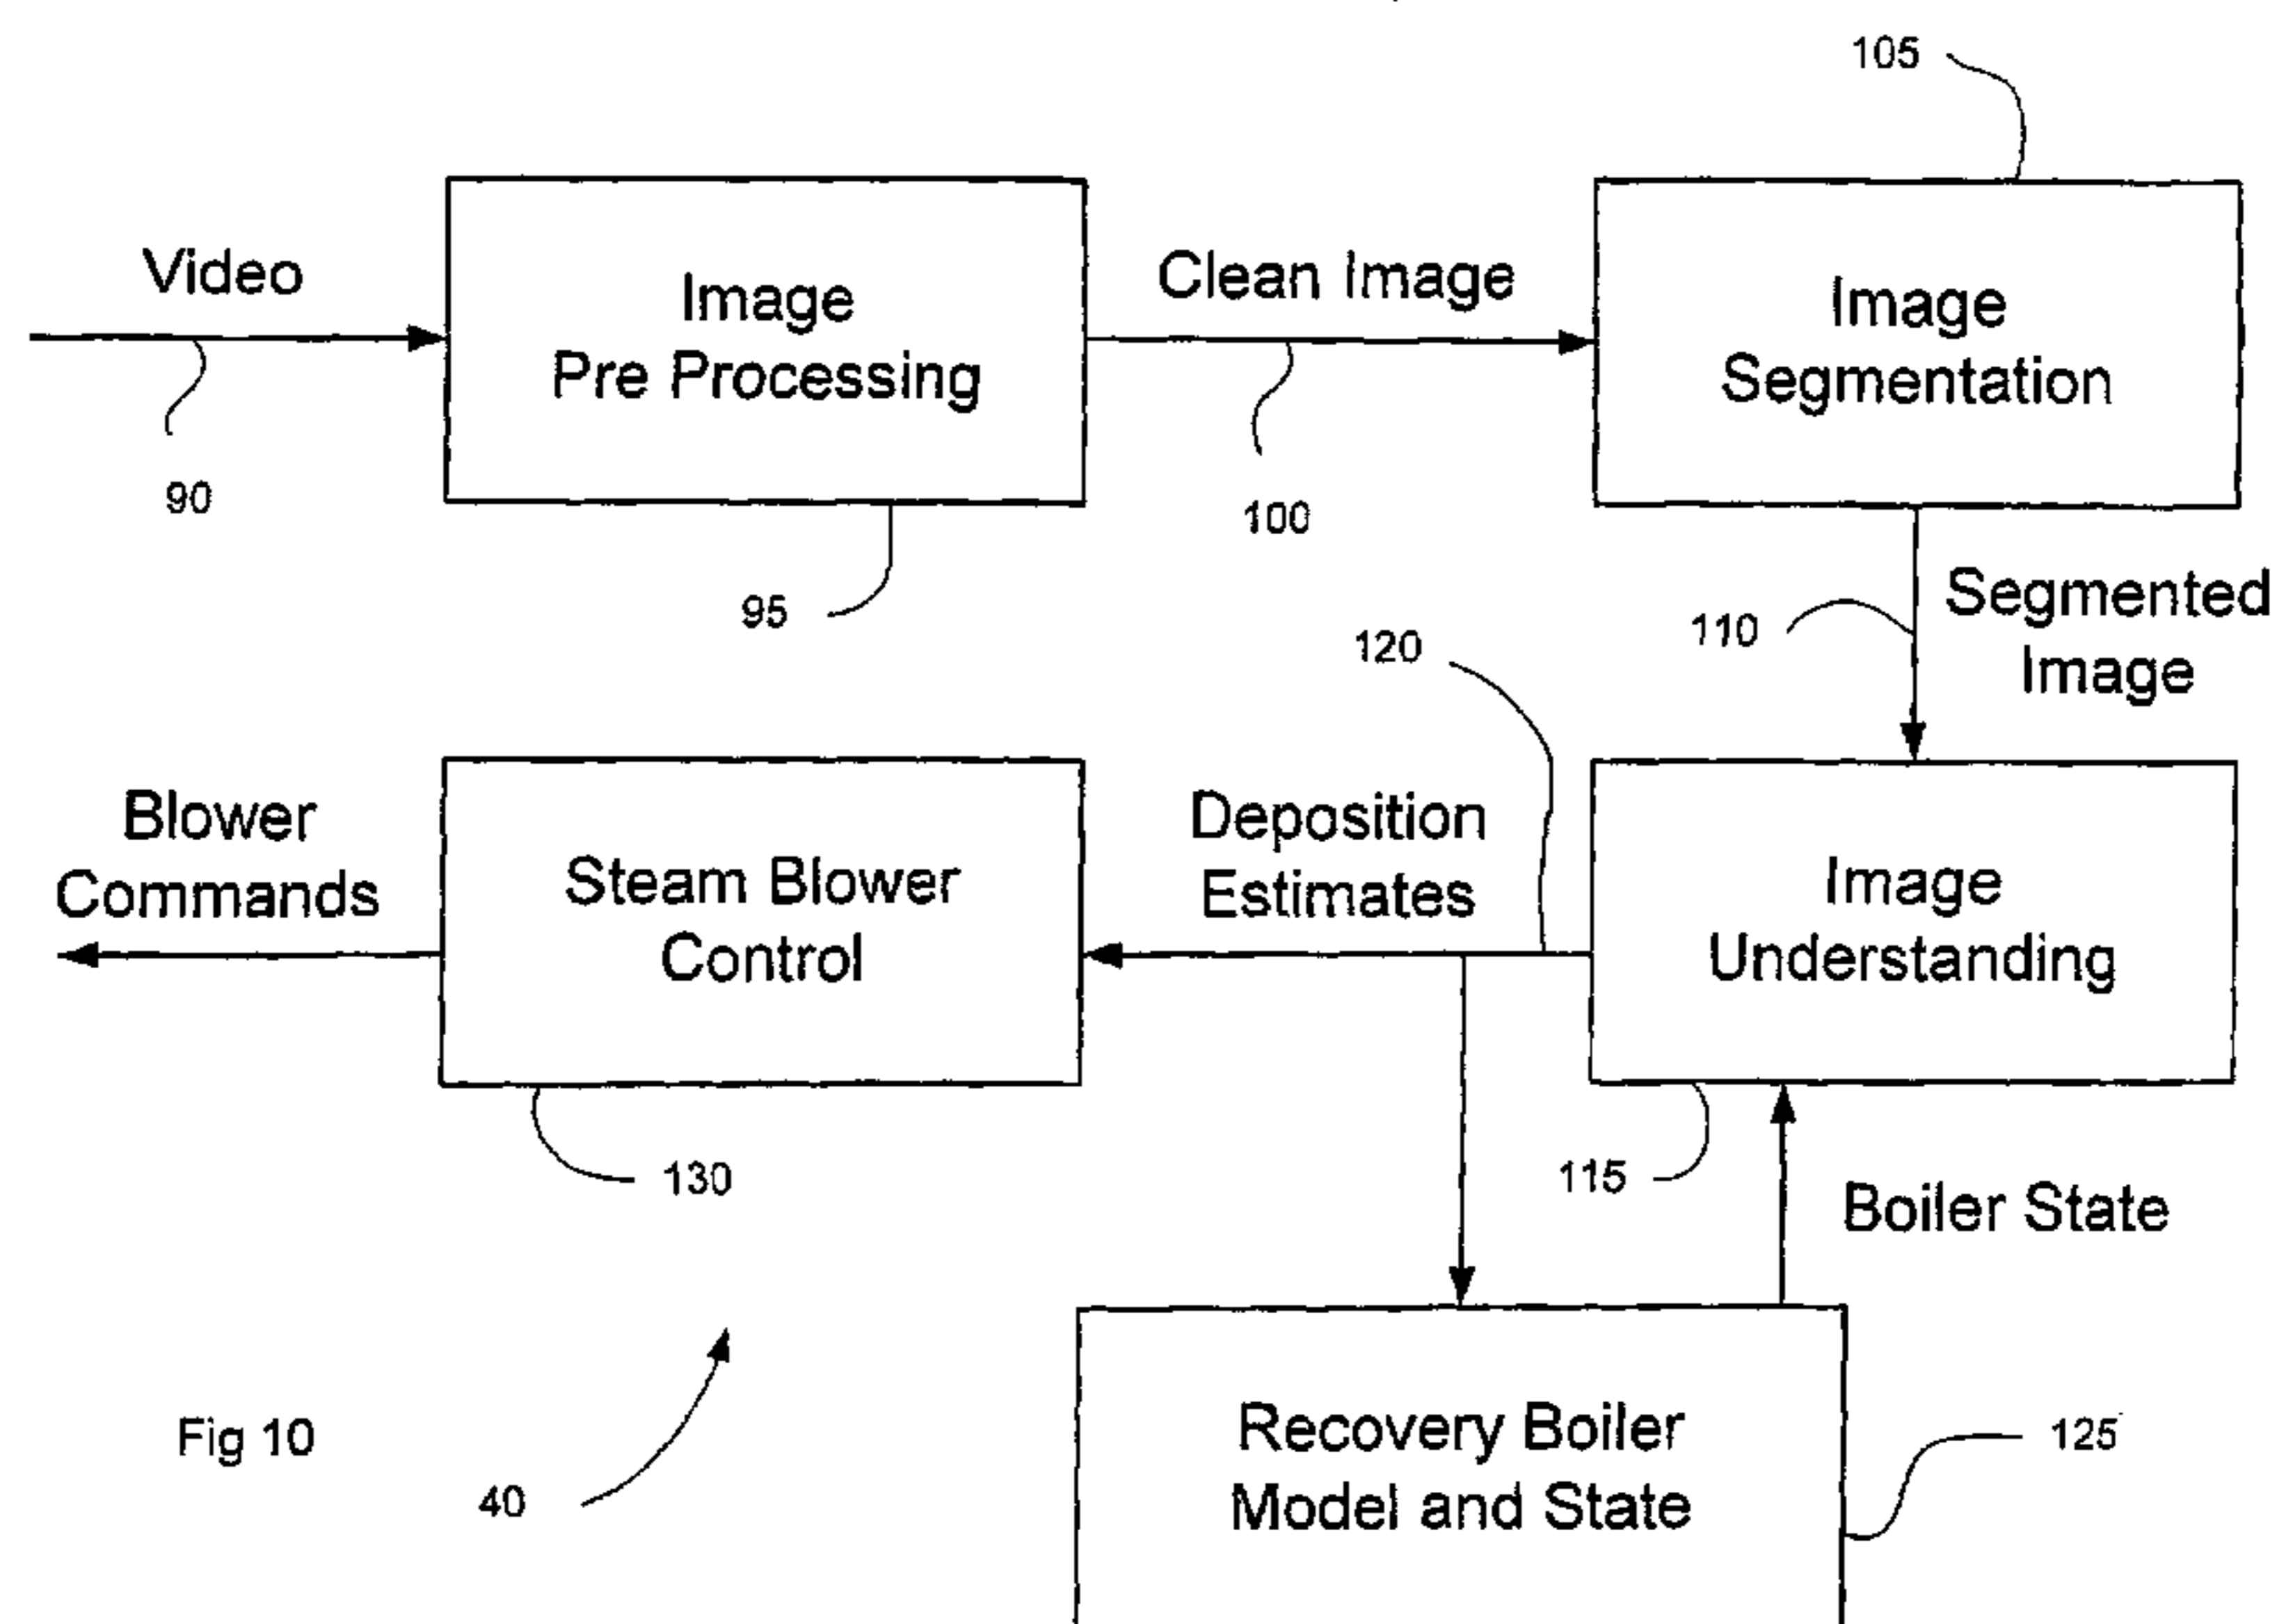 105
Video
Image
Pre Processing
Clean Image
Image
Segmentation
90
100
95
110
Segmented
Image
120
Blower
Commands
Steam Blower
Control
Deposition
Estimates
Image
Understanding
130
115
Boiler State
Fig 10
40
Recovery Boiler
Model and State
125